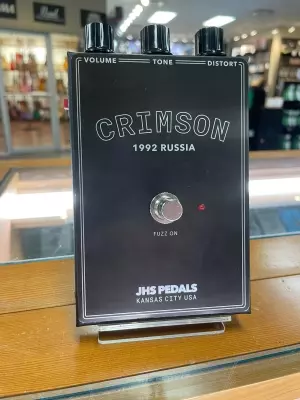 VOLUME TONE DISTORT
CRIMSON
1992 RUSSIA
FUZZ ON
JHS PEDALS
KANSAS CITY USA